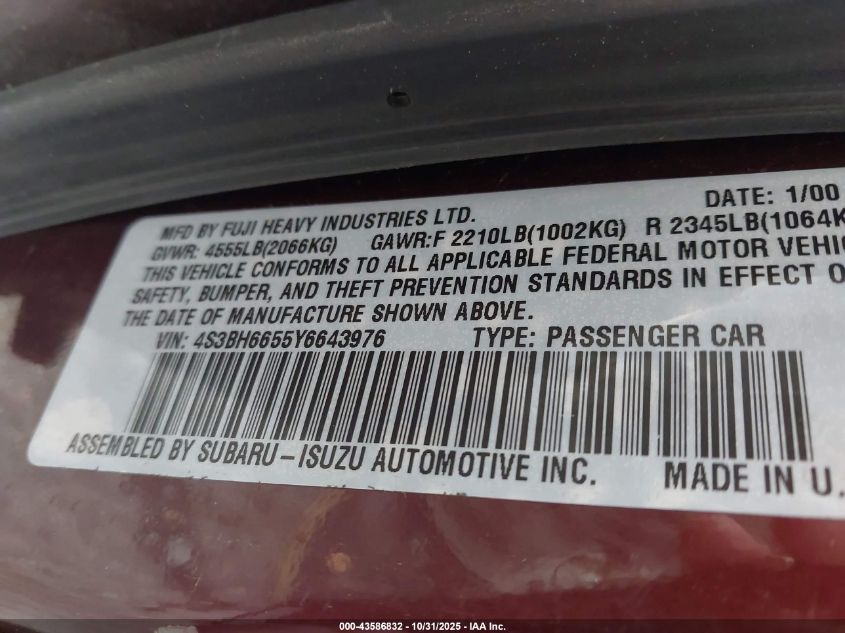 DATE: 1/00
MFD BY FUJI HEAVY INDUSTRIES LTD.
GVWR: 4555LB(2066KG) GAWR:F 2210LB(1002KG) R 2345LB(1064K
THIS VEHICLE CONFORMS TO ALL APPLICABLE FEDERAL MOTOR VEHIC
SAFETY, BUMPER, AND THEFT PREVENTION STANDARDS IN EFFECT O
THE DATE OF MANUFACTURE SHOWN ABOVE.
VIN: 4S3BH6655Y6643976 TYPE: PASSENGER CAR
ASSEMBLED BY SUBARU-ISUZU AUTOMOTIVE INC. MADE IN U.
000-43586832 - 10/31/2025 - IAA Inc.